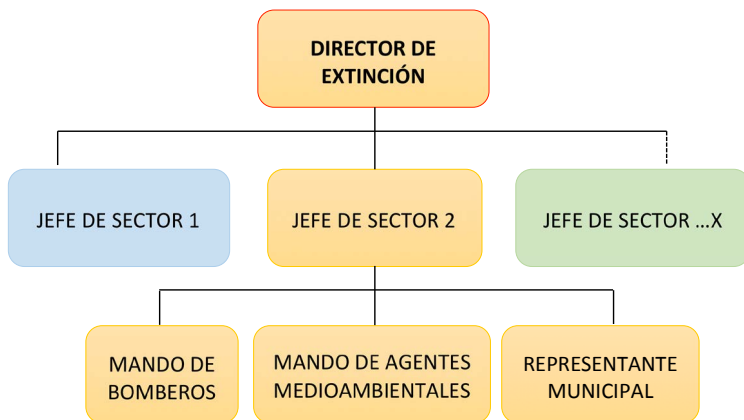 DIRECTOR DE
EXTINCIÓN
JEFE DE SECTOR 1
JEFE DE SECTOR 2
JEFE DE SECTOR ...X
MANDO DE
BOMBEROS
MANDO DE AGENTES
MEDIOAMBIENTALES
REPRESENTANTE
MUNICIPAL